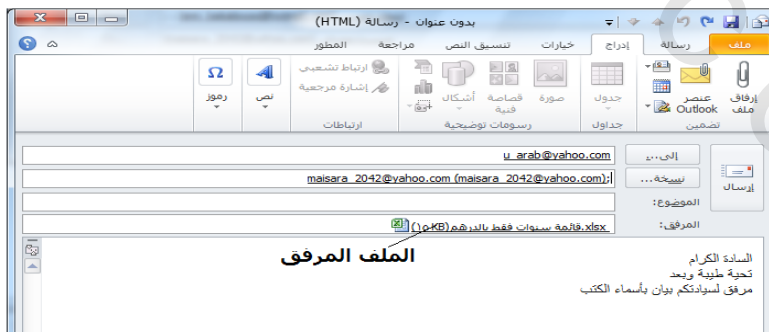 بدون عنوان - رسالة (HTML)
ملف رسالة إدراج خيارات تنسيق النص مراجعة المطور
إرفاق ملف
عنصر Outlook
جدول
صورة
قصاصة فنية
أشكال
ارتباط تشعبي
إشارة مرجعية
نص
رموز
تضمين جداول رسومات توضيحية ارتباطات
إرسال
إلى... u_arab@yahoo.com
نسخة... maisara_2042@yahoo.com (maisara_2042@yahoo.com);
الموضوع:
المرفق: xlsx.قائمة سنوات فقط بالدرهم (١٥ KB)
الملف المرفق
السادة الكرام
تحية طيبة وبعد
مرفق لسيادتكم بيان بأسماء الكتب